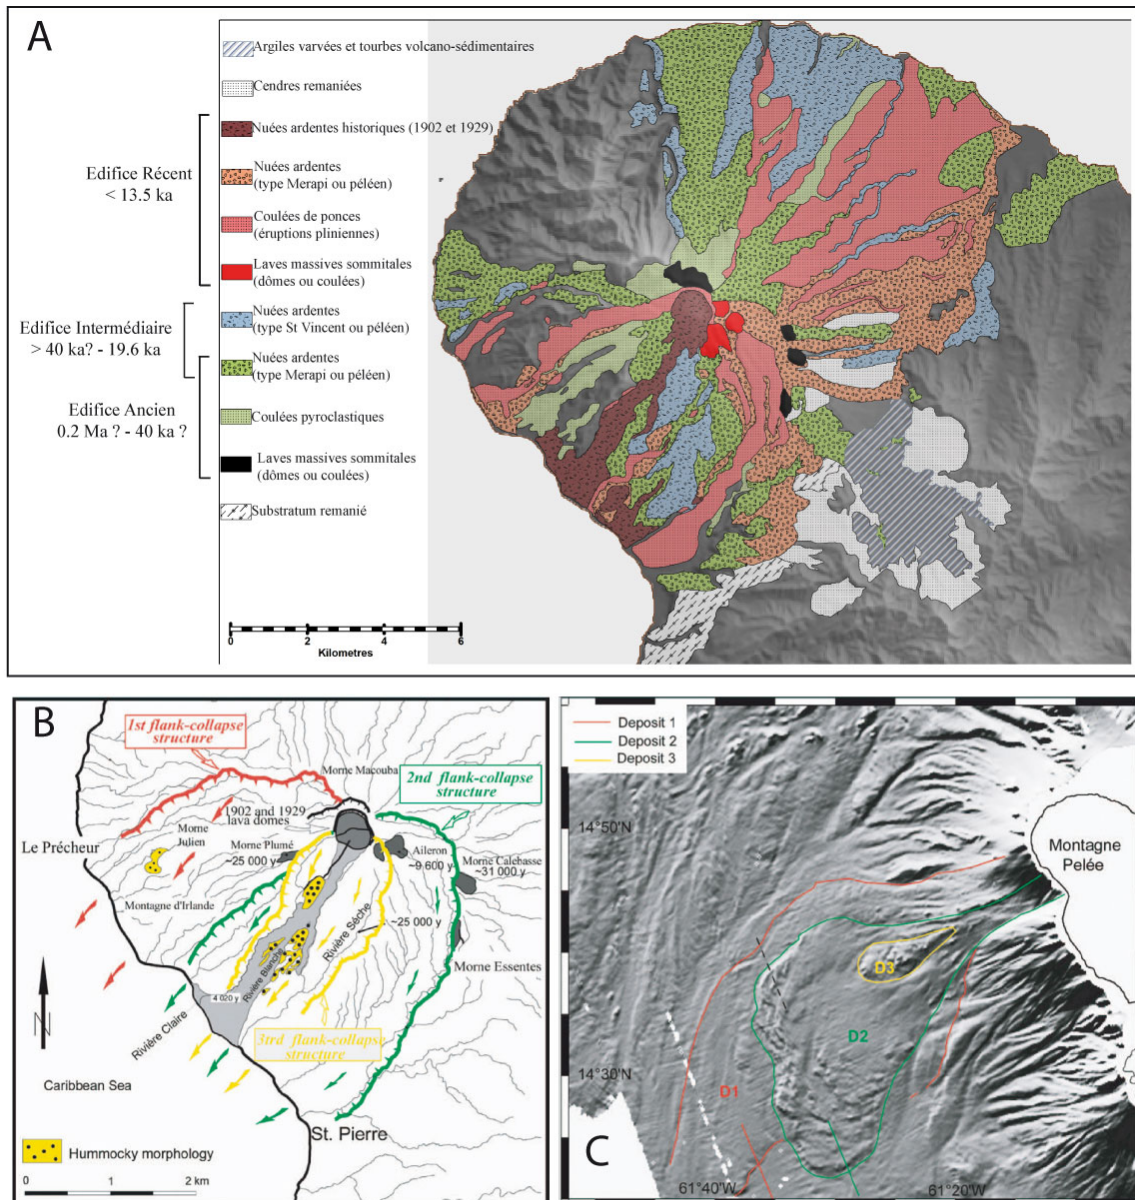 A
Argiles varvées et tourbes volcano-sédimentaires
Cendres remaniées
Nuées ardentes historiques (1902 et 1929)
Edifice Récent
< 13.5 ka
Nuées ardentes
(type Merapi ou péléen)
Coulées de ponces
(éruptions pliniennes)
Laves massives sommitales
(dômes ou coulées)
Edifice Intermédiaire
> 40 ka? - 19.6 ka
Nuées ardentes
(type St Vincent ou péléen)
Nuées ardentes
(type Merapi ou péléen)
Edifice Ancien
0.2 Ma ? - 40 ka ?
Coulées pyroclastiques
Laves massives sommitales
(dômes ou coulées)
Substratum remanié
0 2 4 6
Kilometres
B
1st flank-collapse
structure
Morne Macouba
2nd flank-collapse
structure
1902 and 1929
lava domes
Le Précheur
Morne
Julien
Morne Plumé
~25 000 y
Aileron
~9 600 y
Morne Calebasse
~31 000 y
Montagne d'Irlande
Rivière Sèche
~25 000 y
Rivière Blanche
Morne Essentes
4 020 y
Rivière Claire
3trd flank-collapse
structure
N
Caribbean Sea
St. Pierre
Hummocky morphology
0 1 2 km
Deposit 1
Deposit 2
Deposit 3
14°50'N
Montagne
Pelée
D3
D2
14°30'N
D1
C
61°40'W
61°20'W